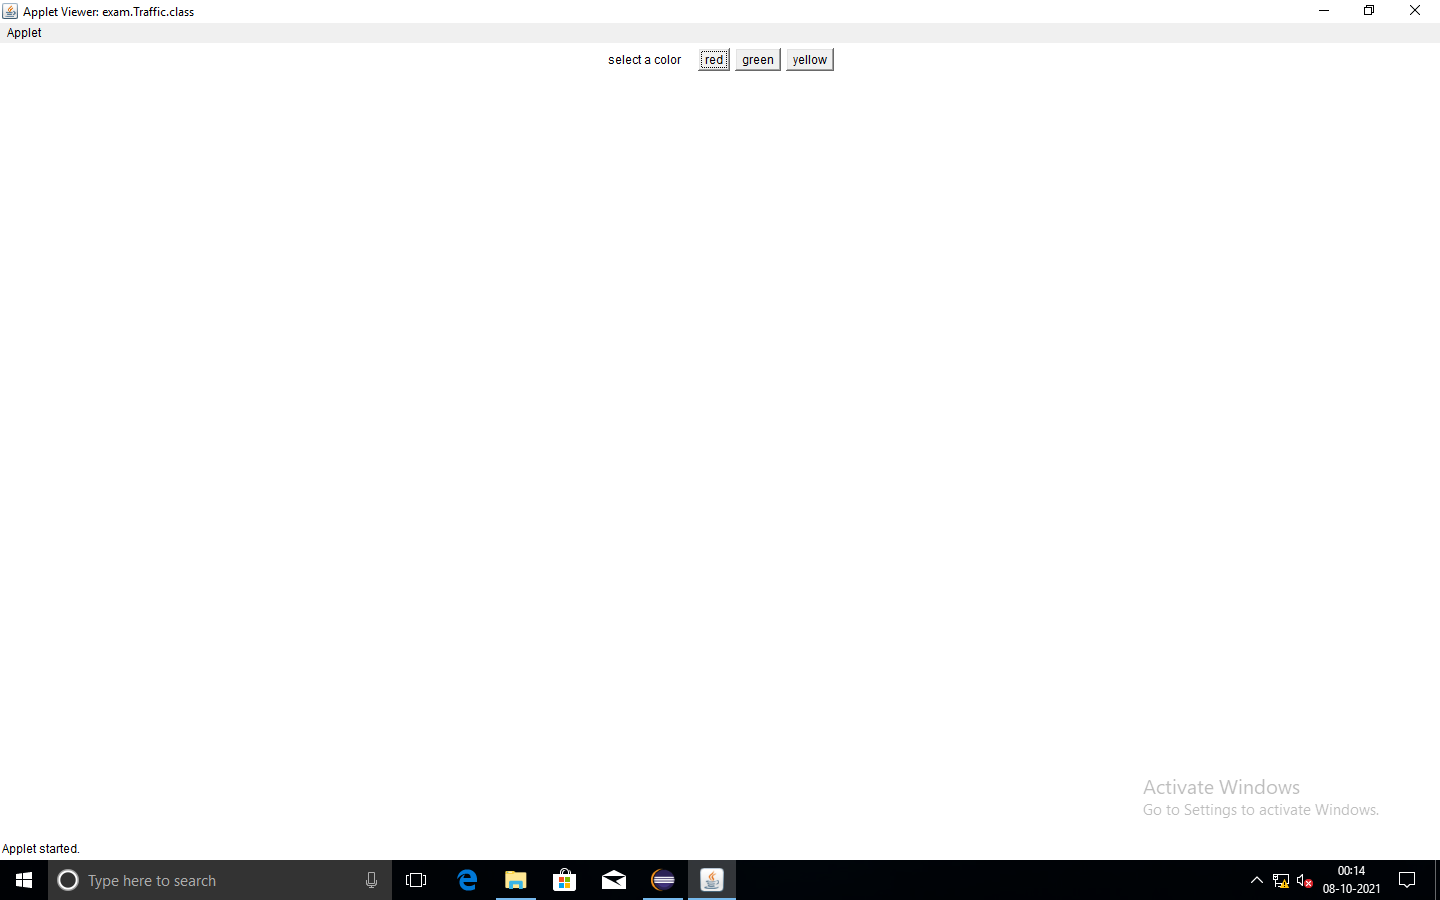 Applet Viewer: exam.Traffic.class
Applet
select a color red green yellow
Activate Windows
Go to Settings to activate Windows.
Applet started.
Type here to search
00:14
08-10-2021